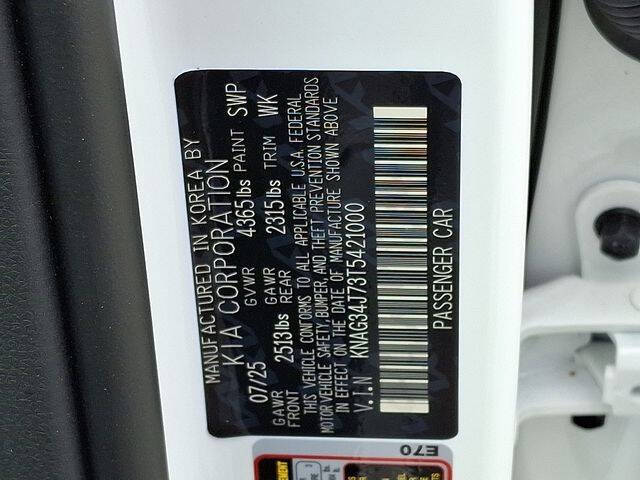 MANUFACTURED IN KOREA BY
KIA CORPORATION
07/25 GVWR 4365lbs PAINT SWP
GAWR FRONT 2513lbs GAWR REAR 2315lbs TRIM WK
THIS VEHICLE CONFORMS TO ALL APPLICABLE U.S.A. FEDERAL
MOTOR VEHICLE SAFETY, BUMPER, AND THEFT PREVENTION STANDARDS
IN EFFECT ON THE DATE OF MANUFACTURE SHOWN ABOVE
V.I.N KNAG34J73T5421000
PASSENGER CAR
E70